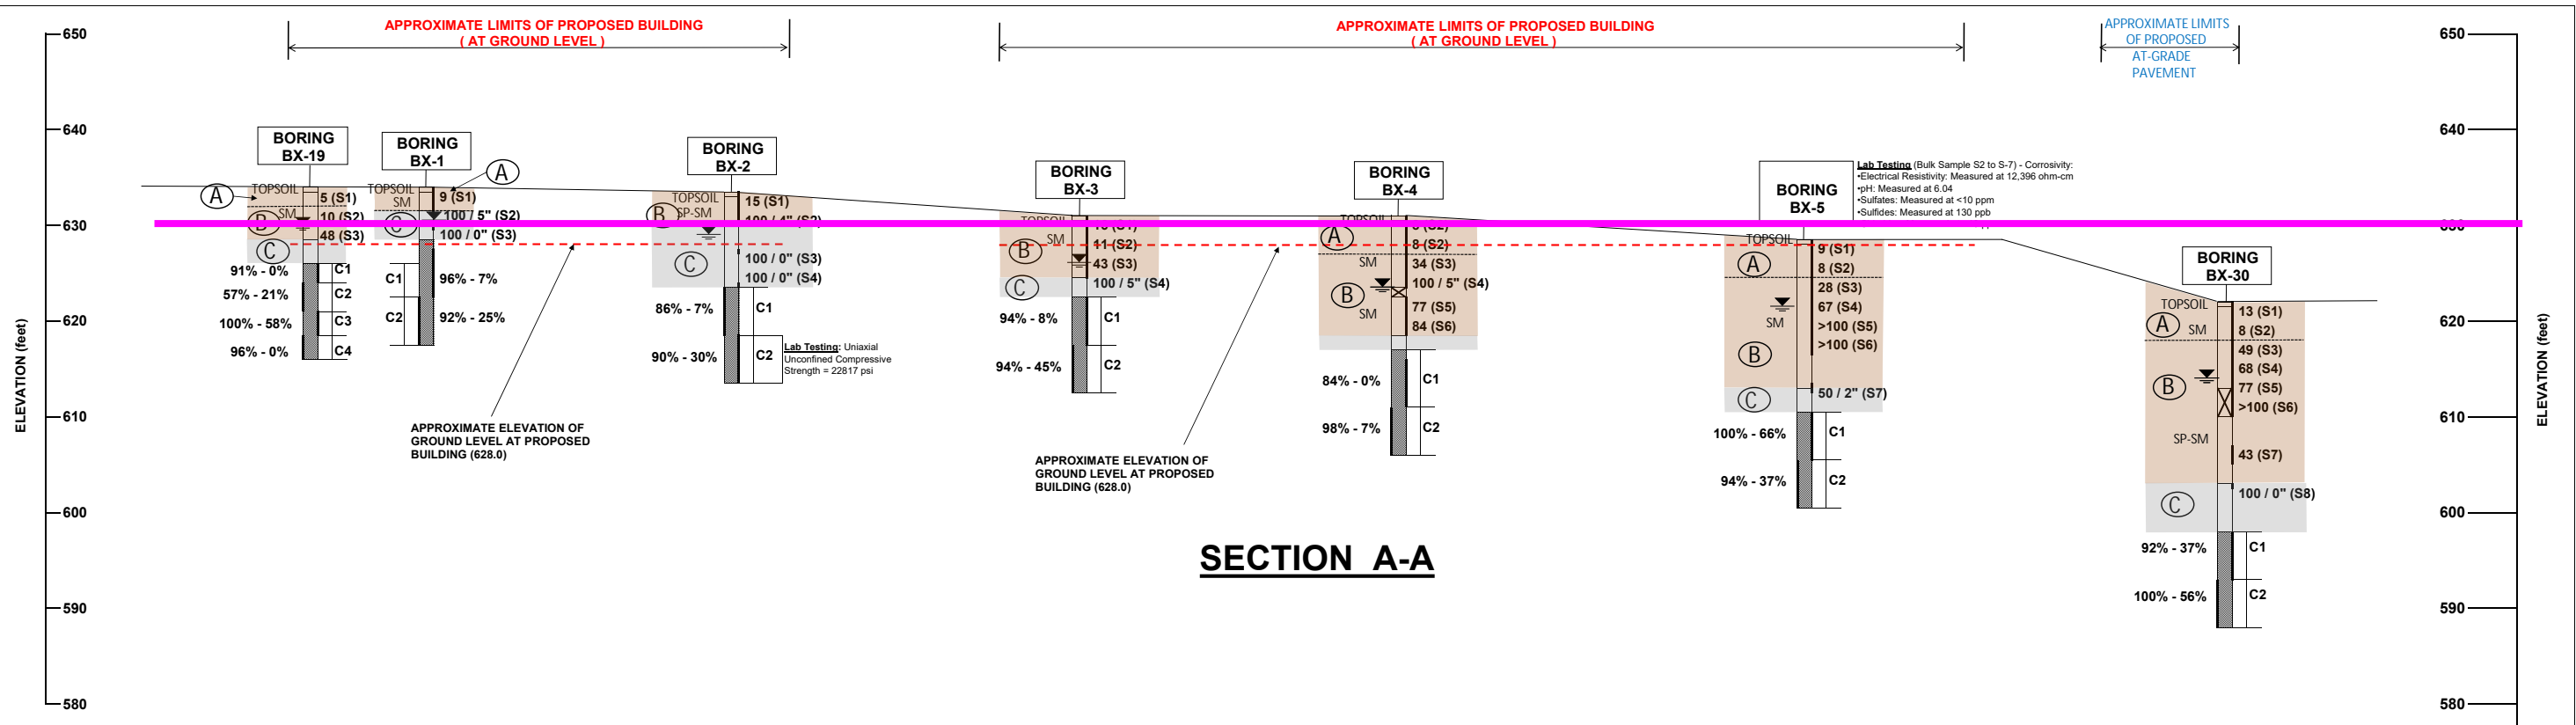 APPROXIMATE LIMITS OF PROPOSED BUILDING
( AT GROUND LEVEL )
APPROXIMATE LIMITS OF PROPOSED BUILDING
( AT GROUND LEVEL )
APPROXIMATE LIMITS
OF PROPOSED
AT-GRADE
PAVEMENT
650
640
630
620
610
600
590
580
ELEVATION (feet)
BORING
BX-19
A
TOPSOIL
SM
B
C
5 (S1)
10 (S2)
48 (S3)
91% - 0%
C1
57% - 21%
C2
100% - 58%
C3
96% - 0%
C4
BORING
BX-1
A
TOPSOIL
SM
C
9 (S1)
100 / 5" (S2)
100 / 0" (S3)
C1
96% - 7%
C2
92% - 25%
APPROXIMATE ELEVATION OF
GROUND LEVEL AT PROPOSED
BUILDING (628.0)
BORING
BX-2
TOPSOIL
SP-SM
B
C
15 (S1)
100 / 0" (S3)
100 / 0" (S4)
86% - 7%
C1
90% - 30%
C2
Lab Testing: Uniaxial
Unconfined Compressive
Strength = 22817 psi
BORING
BX-3
SM
B
C
11 (S2)
43 (S3)
100 / 5" (S4)
94% - 8%
C1
94% - 45%
C2
APPROXIMATE ELEVATION OF
GROUND LEVEL AT PROPOSED
BUILDING (628.0)
BORING
BX-4
A
SM
B
SM
8 (S2)
34 (S3)
100 / 5" (S4)
77 (S5)
84 (S6)
84% - 0%
C1
98% - 7%
C2
BORING
BX-5
Lab Testing (Bulk Sample S2 to S-7) - Corrosivity:
•Electrical Resistivity: Measured at 12,396 ohm-cm
•pH: Measured at 6.04
•Sulfates: Measured at <10 ppm
•Sulfides: Measured at 130 ppb
TOPSOIL
A
SM
B
C
9 (S1)
8 (S2)
28 (S3)
67 (S4)
>100 (S5)
>100 (S6)
50 / 2" (S7)
100% - 66%
C1
94% - 37%
C2
BORING
BX-30
TOPSOIL
A
SM
B
SP-SM
C
13 (S1)
8 (S2)
49 (S3)
68 (S4)
77 (S5)
>100 (S6)
43 (S7)
100 / 0" (S8)
92% - 37%
C1
100% - 56%
C2
650
640
620
610
600
590
580
ELEVATION (feet)
SECTION A-A